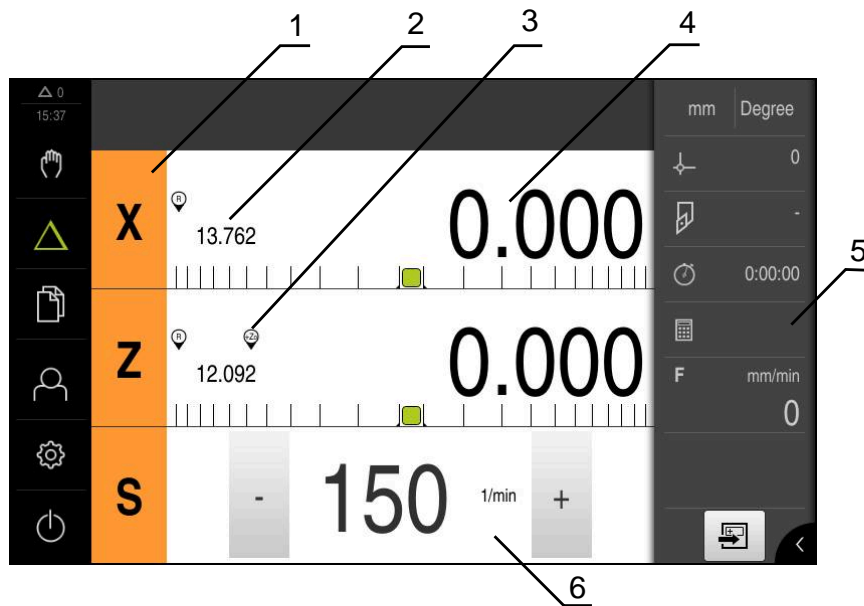 1 2 3 4
0
15:37
mm Degree
0
X
R
13.762
0.000
-
5
0:00:00
Z
R +Z₀
12.092
0.000
F mm/min
0
S
-
150
1/min
+
6